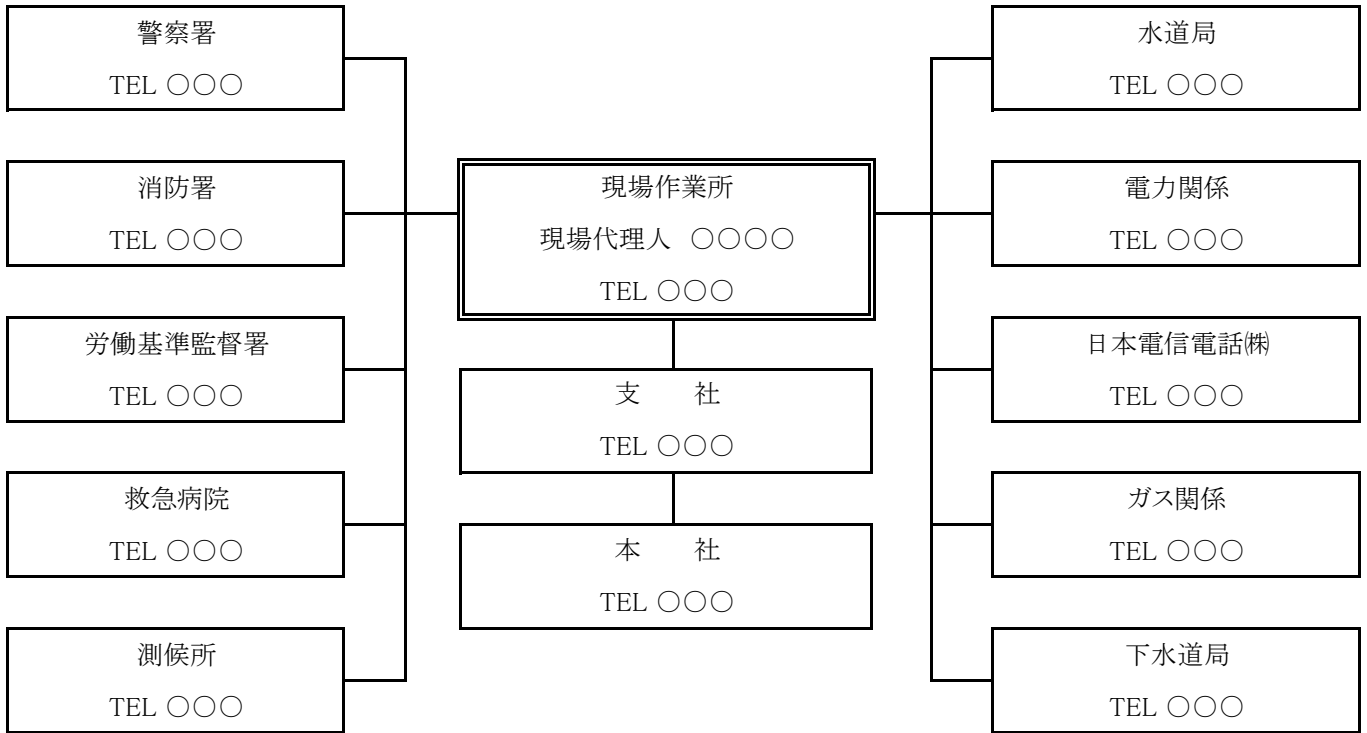 警察署
TEL ○○○
消防署
TEL ○○○
労働基準監督署
TEL ○○○
救急病院
TEL ○○○
測候所
TEL ○○○
現場作業所
現場代理人 ○○○○
TEL ○○○
支 社
TEL ○○○
本 社
TEL ○○○
水道局
TEL ○○○
電力関係
TEL ○○○
日本電信電話㈱
TEL ○○○
ガス関係
TEL ○○○
下水道局
TEL ○○○